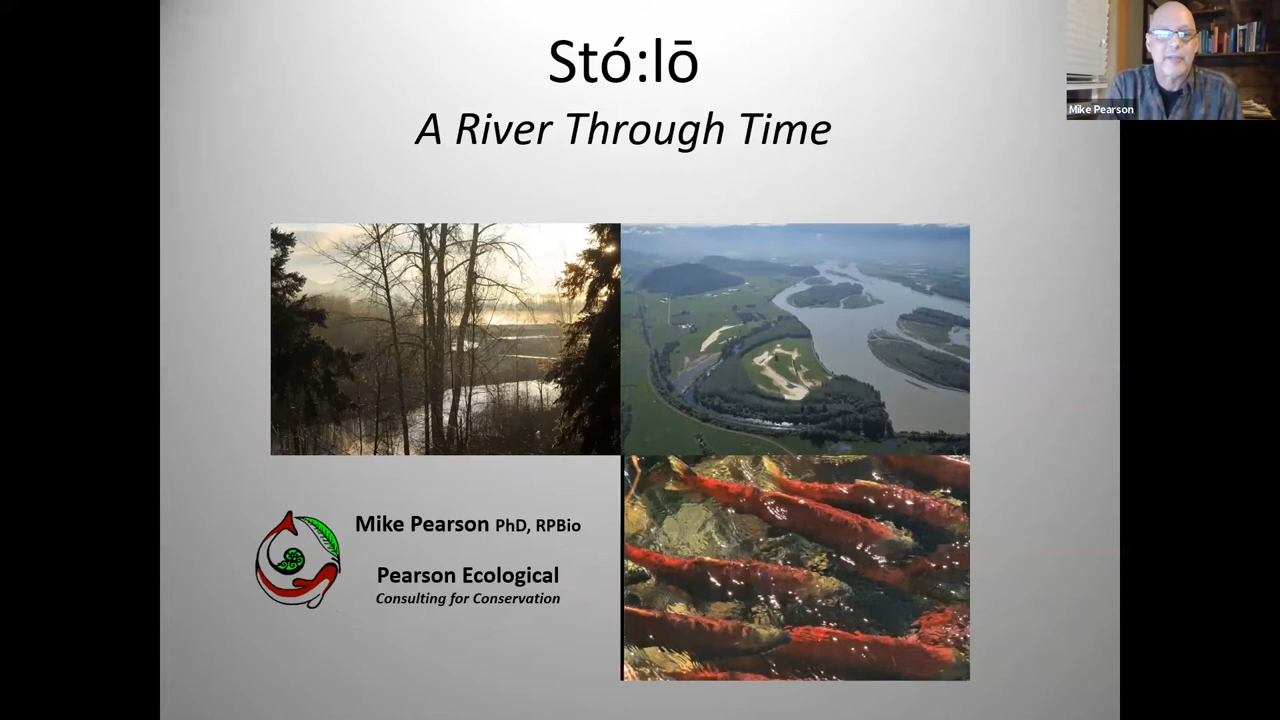 Stó:lō
A River Through Time
Mike Pearson
Mike Pearson PhD, RPBio
Pearson Ecological
Consulting for Conservation